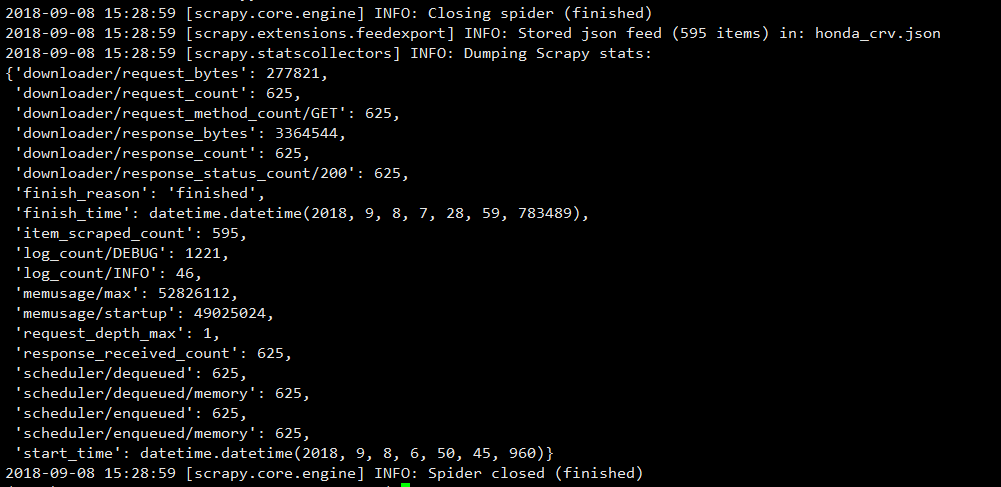 2018-09-08 15:28:59 [scrapy.core.engine] INFO: Closing spider (finished)
2018-09-08 15:28:59 [scrapy.extensions.feedexport] INFO: Stored json feed (595 items) in: honda_crv.json
2018-09-08 15:28:59 [scrapy.statscollectors] INFO: Dumping Scrapy stats:
{'downloader/request_bytes': 277821,
 'downloader/request_count': 625,
 'downloader/request_method_count/GET': 625,
 'downloader/response_bytes': 3364544,
 'downloader/response_count': 625,
 'downloader/response_status_count/200': 625,
 'finish_reason': 'finished',
 'finish_time': datetime.datetime(2018, 9, 8, 7, 28, 59, 783489),
 'item_scraped_count': 595,
 'log_count/DEBUG': 1221,
 'log_count/INFO': 46,
 'memusage/max': 52826112,
 'memusage/startup': 49025024,
 'request_depth_max': 1,
 'response_received_count': 625,
 'scheduler/dequeued': 625,
 'scheduler/dequeued/memory': 625,
 'scheduler/enqueued': 625,
 'scheduler/enqueued/memory': 625,
 'start_time': datetime.datetime(2018, 9, 8, 6, 50, 45, 960)}
2018-09-08 15:28:59 [scrapy.core.engine] INFO: Spider closed (finished)